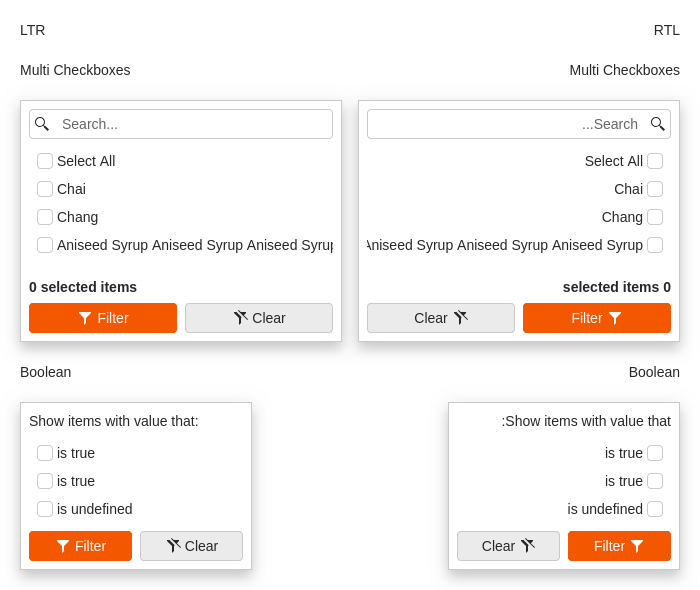 LTR
RTL
Multi Checkboxes
Multi Checkboxes
Search...
Select All
Chai
Chang
Aniseed Syrup Aniseed Syrup Aniseed Syrup
0 selected items
Filter
Clear
...Search
Select All
Chai
Chang
Aniseed Syrup Aniseed Syrup Aniseed Syrup
selected items 0
Clear
Filter
Boolean
Boolean
Show items with value that:
is true
is true
is undefined
Filter
Clear
:Show items with value that
is true
is true
is undefined
Clear
Filter